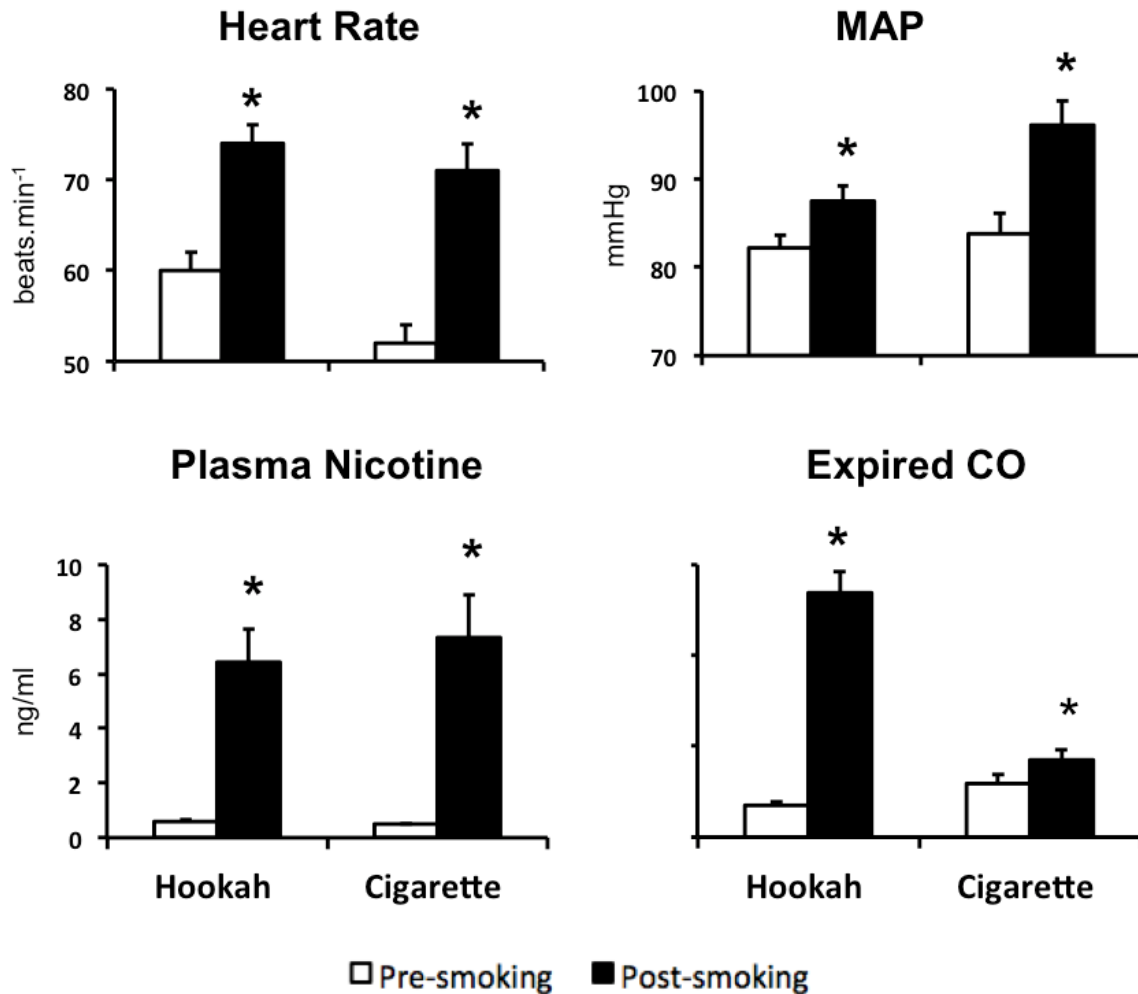 Heart Rate
MAP
beats.min-1
80
70
60
50
*
*
mmHg
100
90
80
70
*
*
Plasma Nicotine
Expired CO
ng/ml
10
8
6
4
2
0
*
*
*
*
Hookah
Cigarette
Hookah
Cigarette
Pre-smoking
Post-smoking